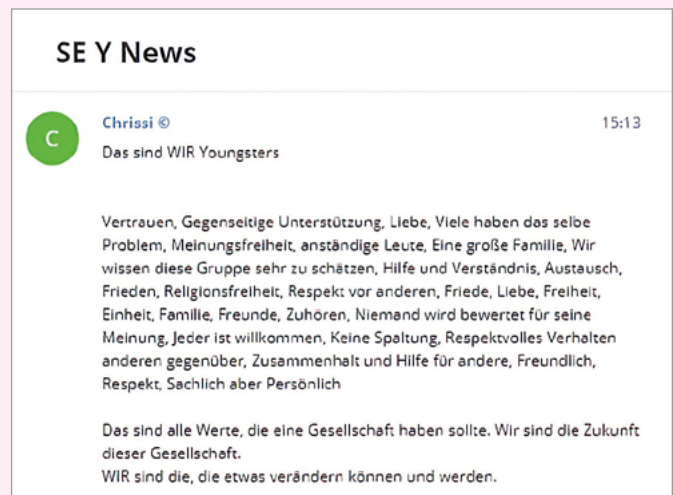 SE Y News
C
Chrissi ©
15:13
Das sind WIR Youngsters
Vertrauen, Gegenseitige Unterstützung, Liebe, Viele haben das selbe
Problem, Meinungsfreiheit, anständige Leute, Eine große Familie, Wir
wissen diese Gruppe sehr zu schätzen, Hilfe und Verständnis, Austausch,
Frieden, Religionsfreiheit, Respekt vor anderen, Friede, Liebe, Freiheit,
Einheit, Familie, Freunde, Zuhören, Niemand wird bewertet für seine
Meinung, Jeder ist willkommen, Keine Spaltung, Respektvolles Verhalten
anderen gegenüber, Zusammenhalt und Hilfe für andere, Freundlich,
Respekt, Sachlich aber Persönlich
Das sind alle Werte, die eine Gesellschaft haben sollte. Wir sind die Zukunft
dieser Gesellschaft.
WIR sind die, die etwas verändern können und werden.